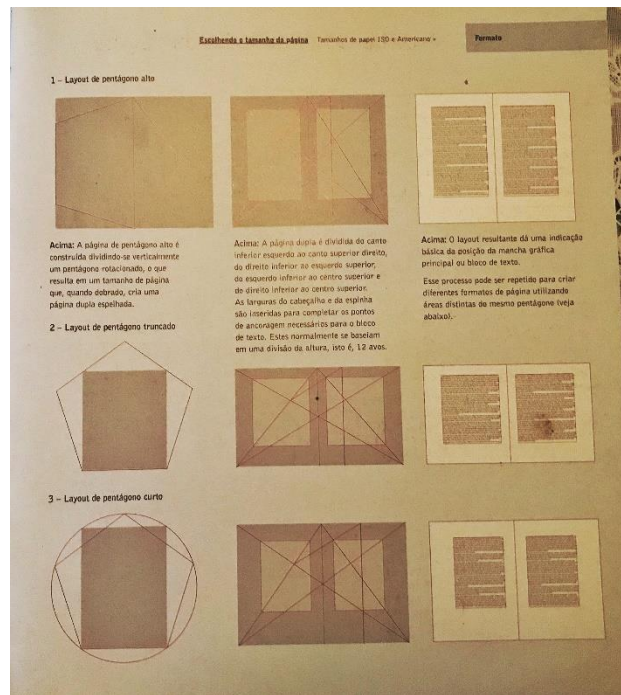 Escolhendo o tamanho da página Tamanhos de papel ISO e Americano » Formato
1 – Layout de pentágono alto
Acima: A página de pentágono alto é
construída dividindo-se verticalmente
um pentágono rotacionado, o que
resulta em um tamanho de página
que, quando dobrado, cria uma
página dupla espelhada.
Acima: A página dupla é dividida do canto
inferior esquerdo ao canto superior direito,
do direito inferior ao esquerdo superior,
do esquerdo inferior ao centro superior e
do direito inferior ao centro superior.
As larguras do cabeçalho e da espinha
são inseridas para completar os pontos
de ancoragem necessários para o bloco
de texto. Estes normalmente se baseiam
em uma divisão da altura, isto é, 12 avos.
Acima: O layout resultante dá uma indicação
básica da posição da mancha gráfica
principal ou bloco de texto.
Esse processo pode ser repetido para criar
diferentes formatos de página utilizando
áreas distintas do mesmo pentágono (veja
abaixo).
2 – Layout de pentágono truncado
3 – Layout de pentágono curto